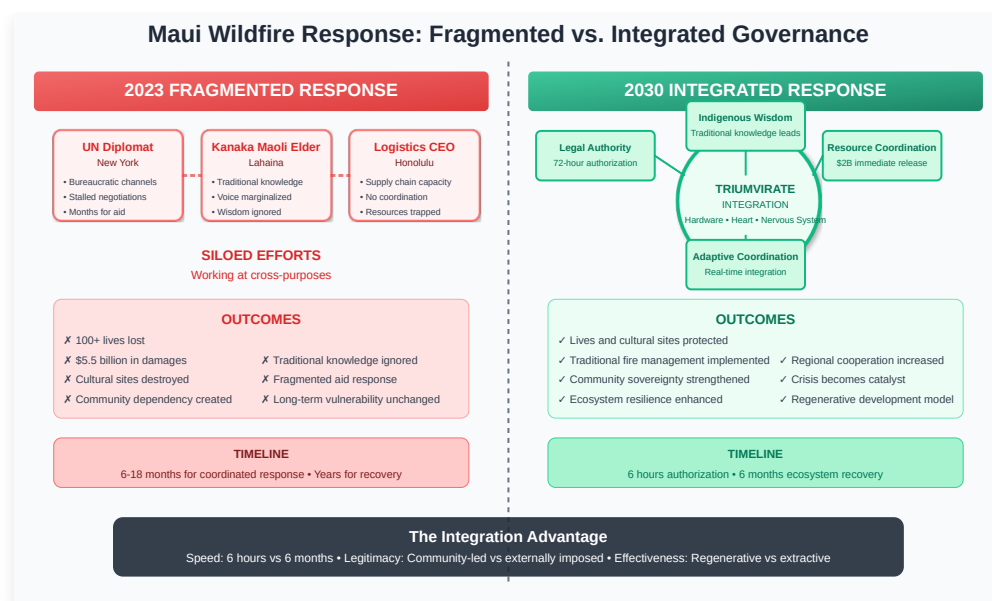 Maui Wildfire Response: Fragmented vs. Integrated Governance
2023 FRAGMENTED RESPONSE
UN Diplomat
New York
• Bureaucratic channels
• Stalled negotiations
• Months for aid
Kanaka Maoli Elder
Lahaina
• Traditional knowledge
• Voice marginalized
• Wisdom ignored
Logistics CEO
Honolulu
• Supply chain capacity
• No coordination
• Resources trapped
SILOED EFFORTS
Working at cross-purposes
OUTCOMES
✗ 100+ lives lost
✗ $5.5 billion in damages
✗ Cultural sites destroyed
✗ Community dependency created
✗ Traditional knowledge ignored
✗ Fragmented aid response
✗ Long-term vulnerability unchanged
TIMELINE
6-18 months for coordinated response • Years for recovery
2030 INTEGRATED RESPONSE
Indigenous Wisdom
Traditional knowledge leads
Legal Authority
72-hour authorization
Resource Coordination
$2B immediate release
TRIUMVIRATE
INTEGRATION
Hardware • Heart • Nervous System
Adaptive Coordination
Real-time integration
OUTCOMES
✓ Lives and cultural sites protected
✓ Traditional fire management implemented
✓ Community sovereignty strengthened
✓ Ecosystem resilience enhanced
✓ Regional cooperation increased
✓ Crisis becomes catalyst
✓ Regenerative development model
TIMELINE
6 hours authorization • 6 months ecosystem recovery
The Integration Advantage
Speed: 6 hours vs 6 months • Legitimacy: Community-led vs externally imposed • Effectiveness: Regenerative vs extractive